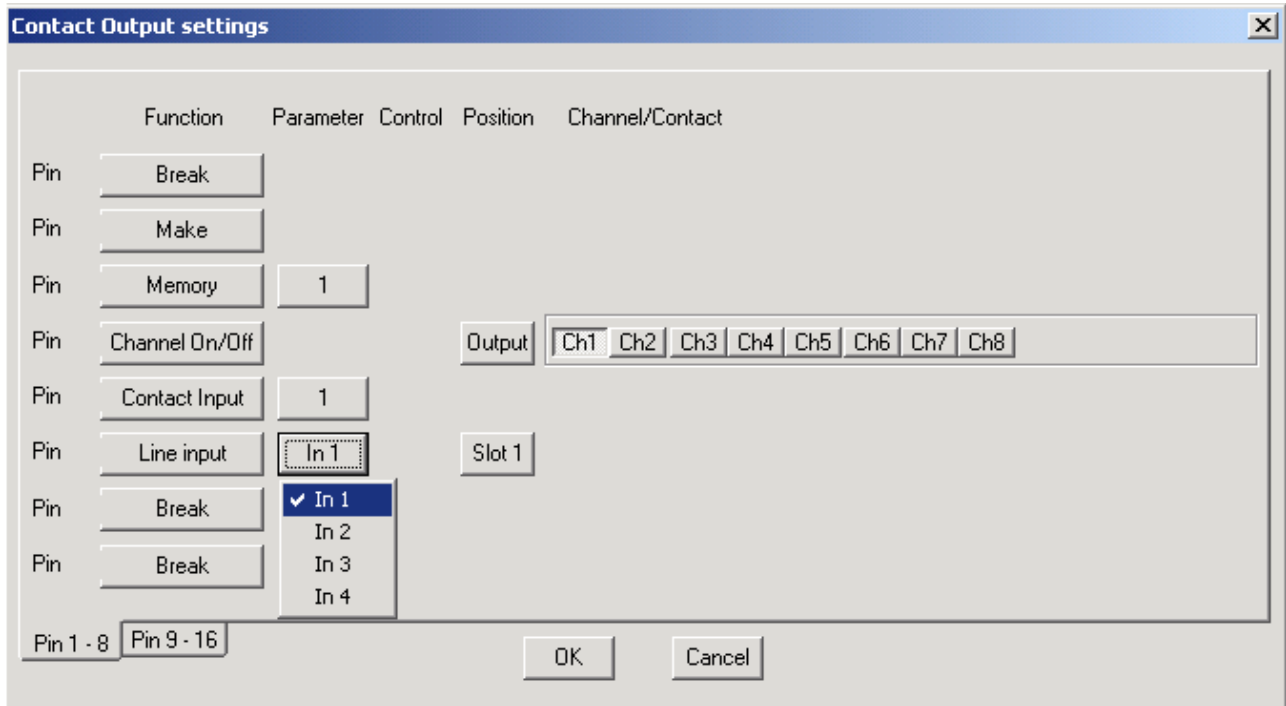 Contact Output settings
Function Parameter Control Position Channel/Contact
Pin Break
Pin Make
Pin Memory 1
Pin Channel On/Off Output Ch1 Ch2 Ch3 Ch4 Ch5 Ch6 Ch7 Ch8
Pin Contact Input 1
Pin Line input In 1 Slot 1
Pin Break
Pin Break
In 1
In 2
In 3
In 4
Pin 1 - 8 Pin 9 - 16
OK Cancel